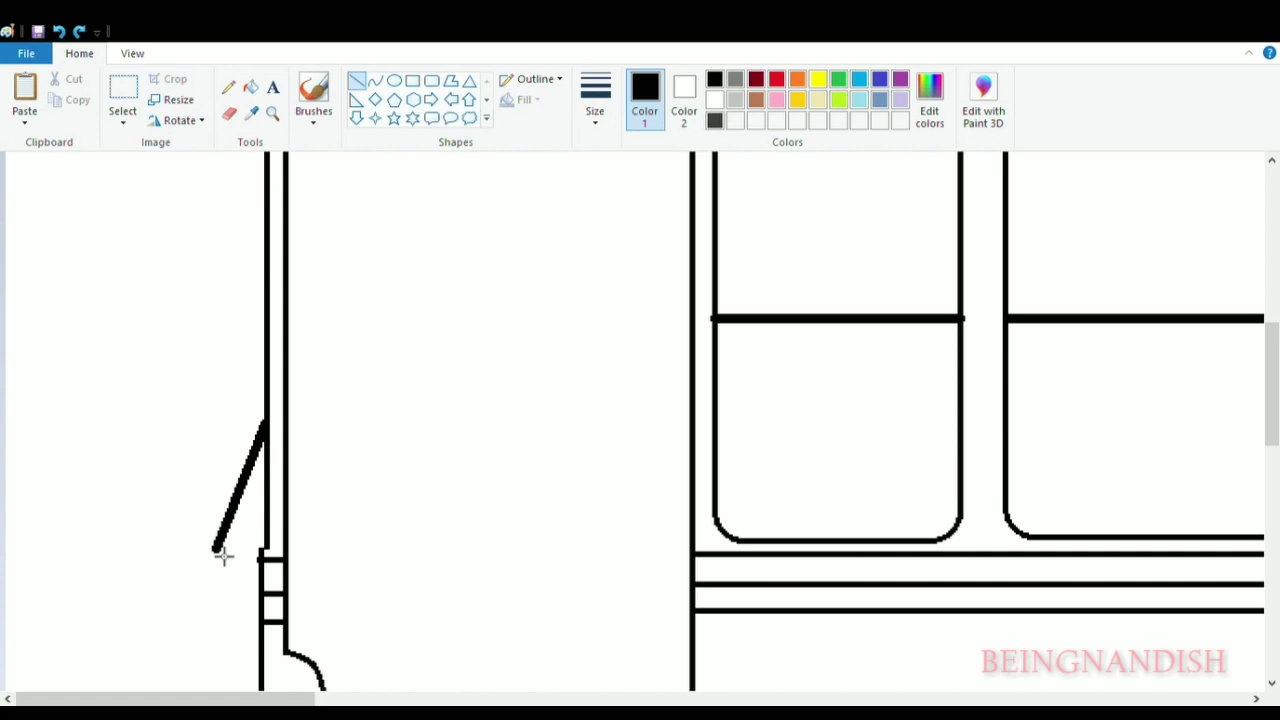 File Home View
Paste Cut Copy
Clipboard
Select Crop Resize Rotate
Image
Tools
Brushes
Shapes
Outline Fill
Size
Color 1
Color 2
Edit colors
Colors
Edit with Paint 3D
BEINGNANDISH